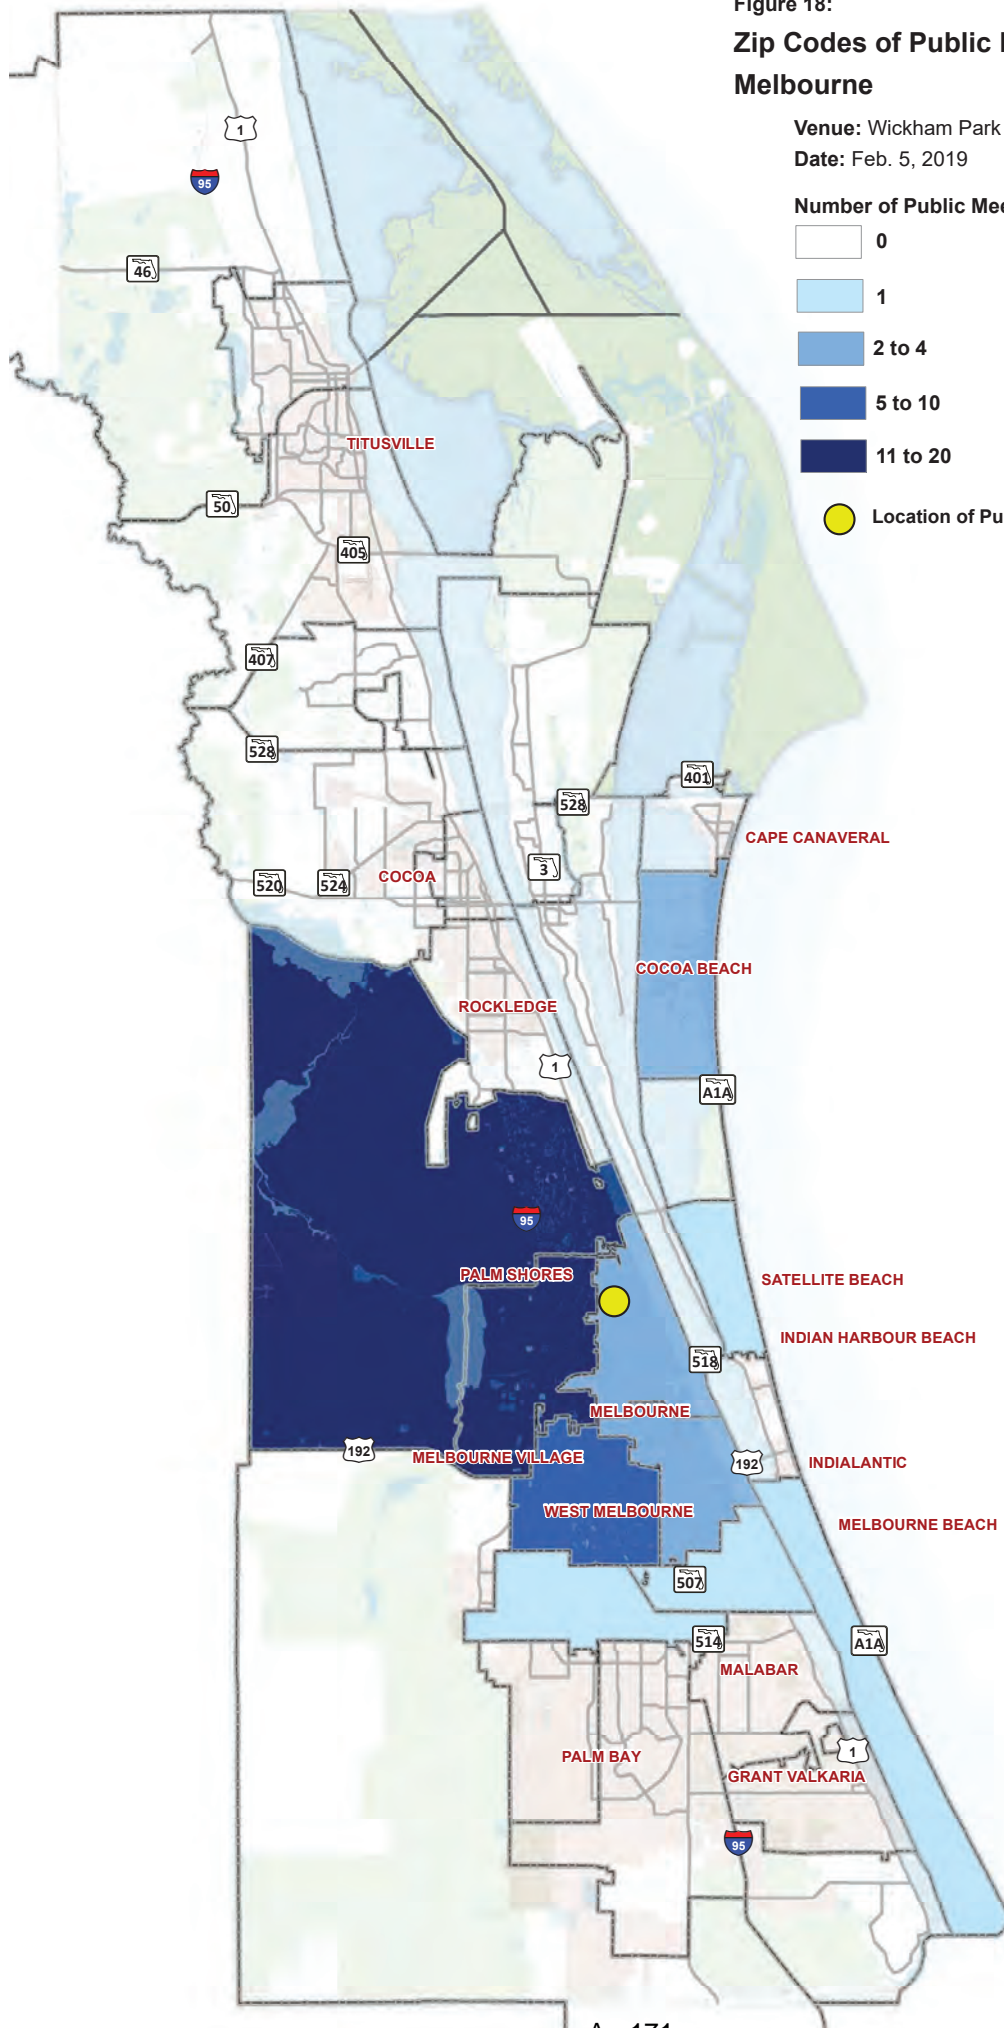 Figure 18:
Zip Codes of Public
Melbourne
Venue: Wickham Park
Date: Feb. 5, 2019
Number of Public
0
1
2 to 4
5 to 10
11 to 20
Location of
1
95
46
TITUSVILLE
50
405
407
528
401
528
CAPE CANAVERAL
3
520
524
COCOA
COCOA BEACH
ROCKLEDGE
1
A1A
95
PALM SHORES
SATELLITE BEACH
INDIAN HARBOUR BEACH
518
MELBOURNE
192
MELBOURNE VILLAGE
192
INDIALANTIC
WEST MELBOURNE
MELBOURNE BEACH
507
514
A1A
MALABAR
PALM BAY
1
GRANT VALKARIA
95